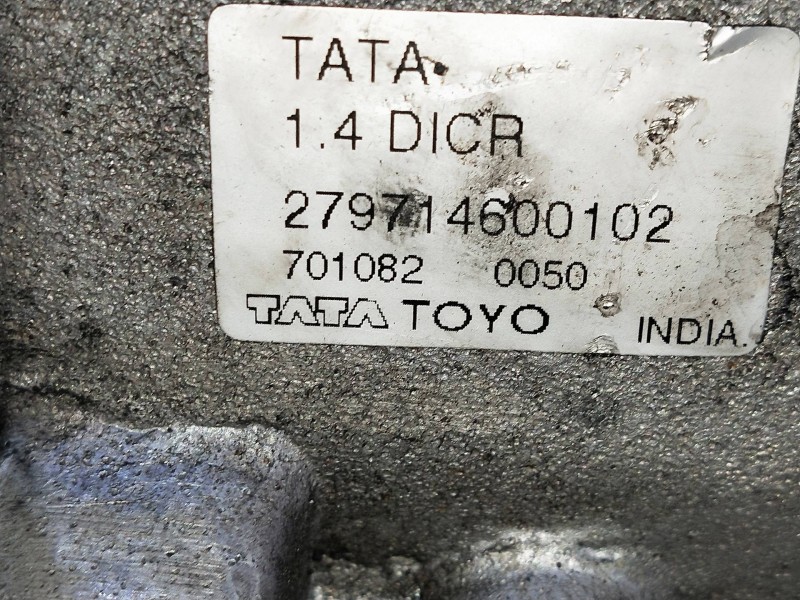 TATA
1.4 DICR
279714600102
701082 0050
TATA TOYO INDIA.